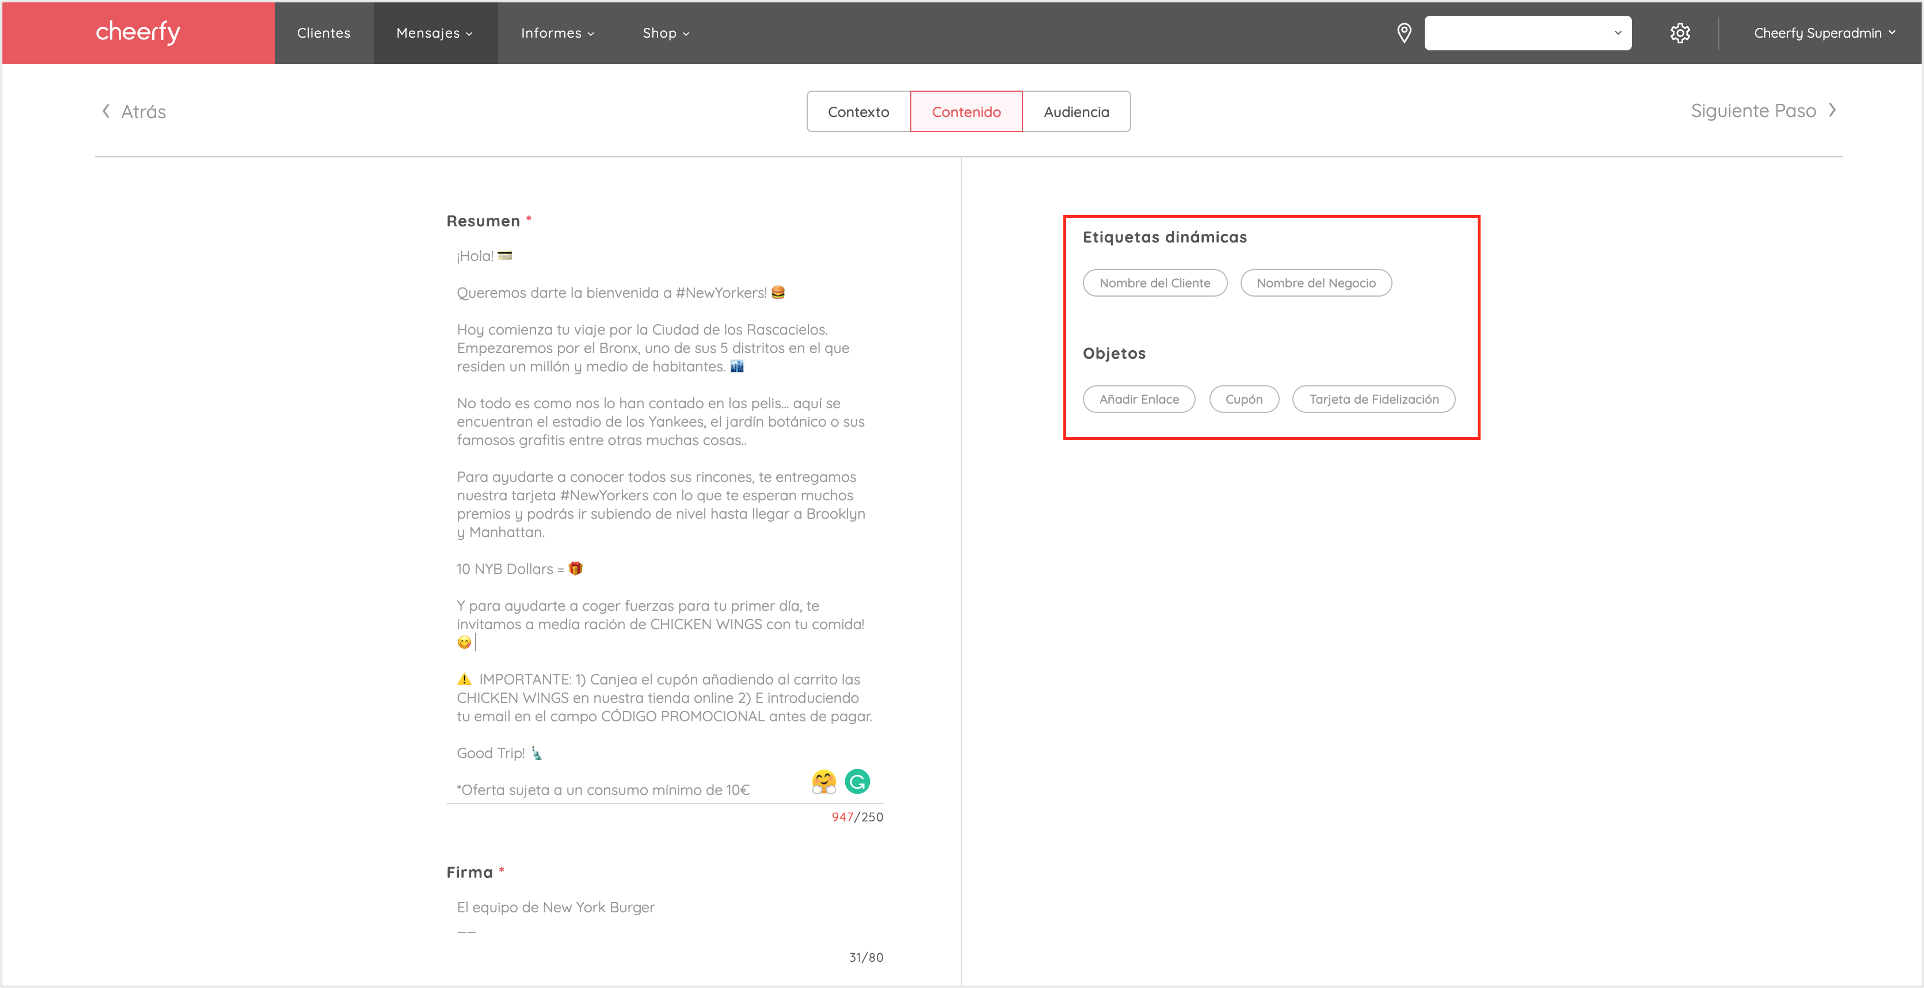 cheerfy
Clientes
Mensajes
Informes
Shop
Cheerfy Superadmin
Atrás
Contexto
Contenido
Audiencia
Siguiente Paso
Resumen *
¡Hola! 💳
Queremos darte la bienvenida a #NewYorkers! 🍔
Hoy comienza tu viaje por la Ciudad de los Rascacielos.
Empezaremos por el Bronx, uno de sus 5 distritos en el que
residen un millón y medio de habitantes. 🏙️
No todo es como nos lo han contado en las pelis... aquí se
encuentran el estadio de los Yankees, el jardín botánico o sus
famosos grafitis entre otras muchas cosas..
Para ayudarte a conocer todos sus rincones, te entregamos
nuestra tarjeta #NewYorkers con lo que te esperan muchos
premios y podrás ir subiendo de nivel hasta llegar a Brooklyn
y Manhattan.
10 NYB Dollars = 🎁
Y para ayudarte a coger fuerzas para tu primer día, te
invitamos a media ración de CHICKEN WINGS con tu comida!
😋
⚠️ IMPORTANTE: 1) Canjea el cupón añadiendo al carrito las
CHICKEN WINGS en nuestra tienda online 2) E introduciendo
tu email en el campo CÓDIGO PROMOCIONAL antes de pagar.
Good Trip! 🗽
*Oferta sujeta a un consumo mínimo de 10€
947/250
Firma *
El equipo de New York Burger
__
31/80
Etiquetas dinámicas
Nombre del Cliente
Nombre del Negocio
Objetos
Añadir Enlace
Cupón
Tarjeta de Fidelización